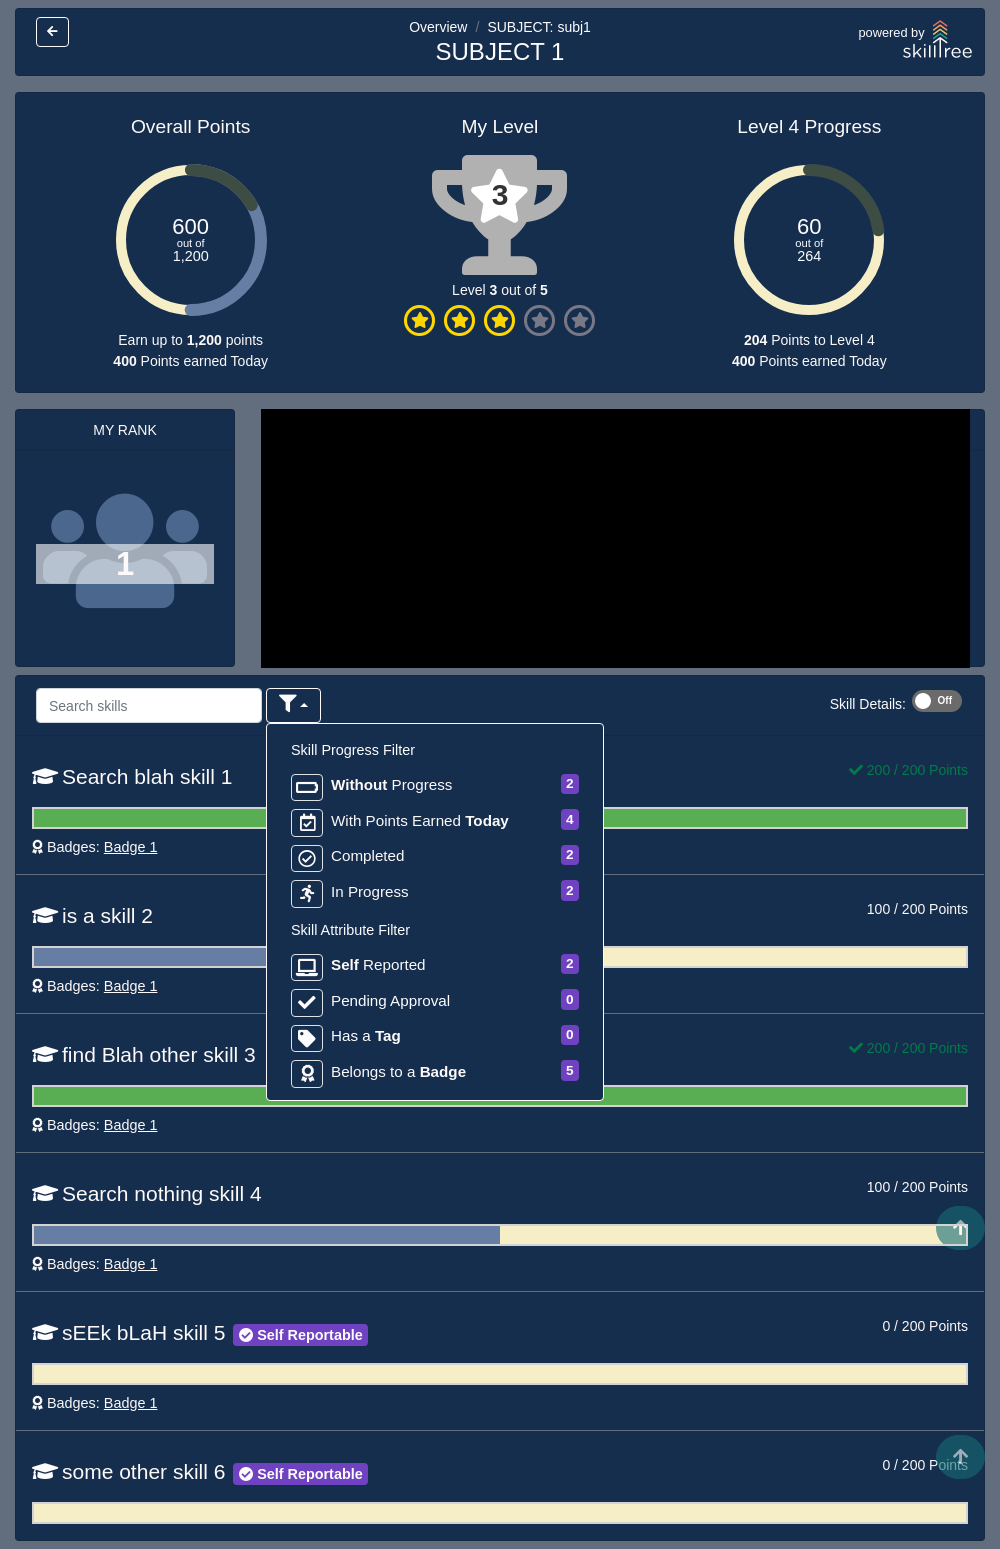 Overview / SUBJECT: subj1
SUBJECT 1
powered by
skilltree
Overall Points
600
out of
1,200
Earn up to 1,200 points
400 Points earned Today
My Level
3
Level 3 out of 5
Level 4 Progress
60
out of
264
204 Points to Level 4
400 Points earned Today
MY RANK
1
Search skills
Skill Details: Off
Skill Progress Filter
Without Progress 2
With Points Earned Today 4
Completed 2
In Progress 2
Skill Attribute Filter
Self Reported 2
Pending Approval 0
Has a Tag 0
Belongs to a Badge 5
Search blah skill 1
200 / 200 Points
Badges: Badge 1
is a skill 2
100 / 200 Points
Badges: Badge 1
find Blah other skill 3
200 / 200 Points
Badges: Badge 1
Search nothing skill 4
100 / 200 Points
Badges: Badge 1
sEEk bLaH skill 5 Self Reportable
0 / 200 Points
Badges: Badge 1
some other skill 6 Self Reportable
0 / 200 Points